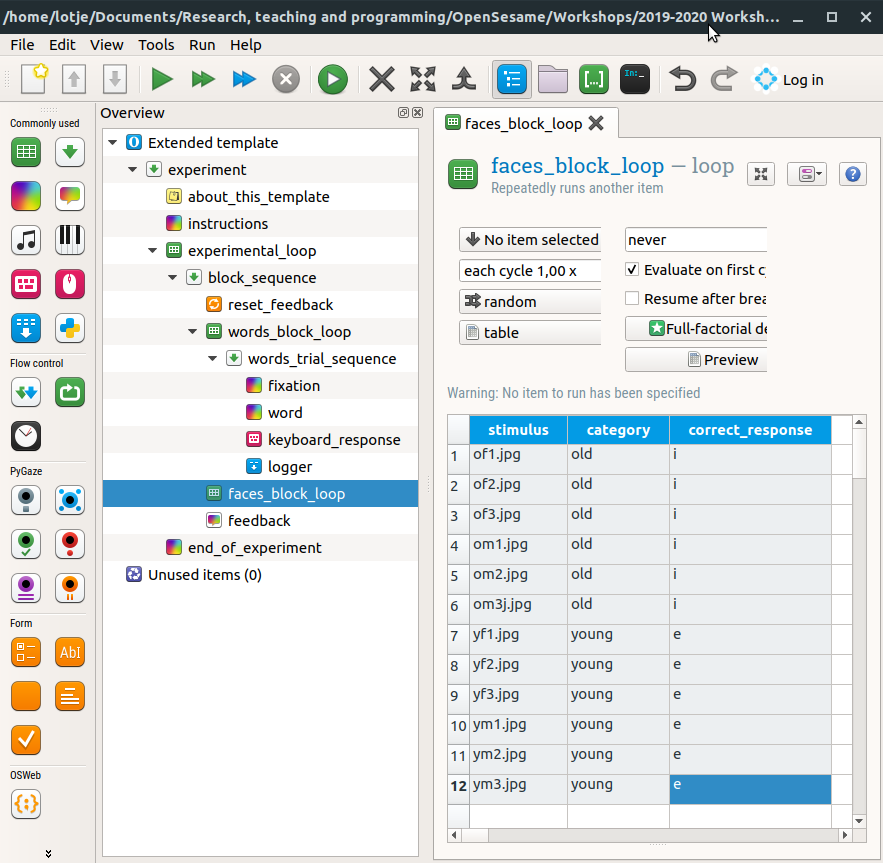 /home/lotje/Documents/Research, teaching and programming/OpenSesame/Workshops/2019-2020 Worksh...
File Edit View Tools Run Help
In:_
Log in
Commonly used
Flow control
PyGaze
Form
AbI
OSWeb
Overview
Extended template
experiment
about_this_template
instructions
experimental_loop
block_sequence
reset_feedback
words_block_loop
words_trial_sequence
fixation
word
keyboard_response
logger
faces_block_loop
feedback
end_of_experiment
Unused items (0)
faces_block_loop
faces_block_loop — loop
Repeatedly runs another item
No item selected
never
each cycle 1,00 x
Evaluate on first cy
random
Resume after brea
table
Full-factorial de
Preview
Warning: No item to run has been specified
stimulus category correct_response
1 of1.jpg old i
2 of2.jpg old i
3 of3.jpg old i
4 om1.jpg old i
5 om2.jpg old i
6 om3j.jpg old i
7 yf1.jpg young e
8 yf2.jpg young e
9 yf3.jpg young e
10 ym1.jpg young e
11 ym2.jpg young e
12 ym3.jpg young e